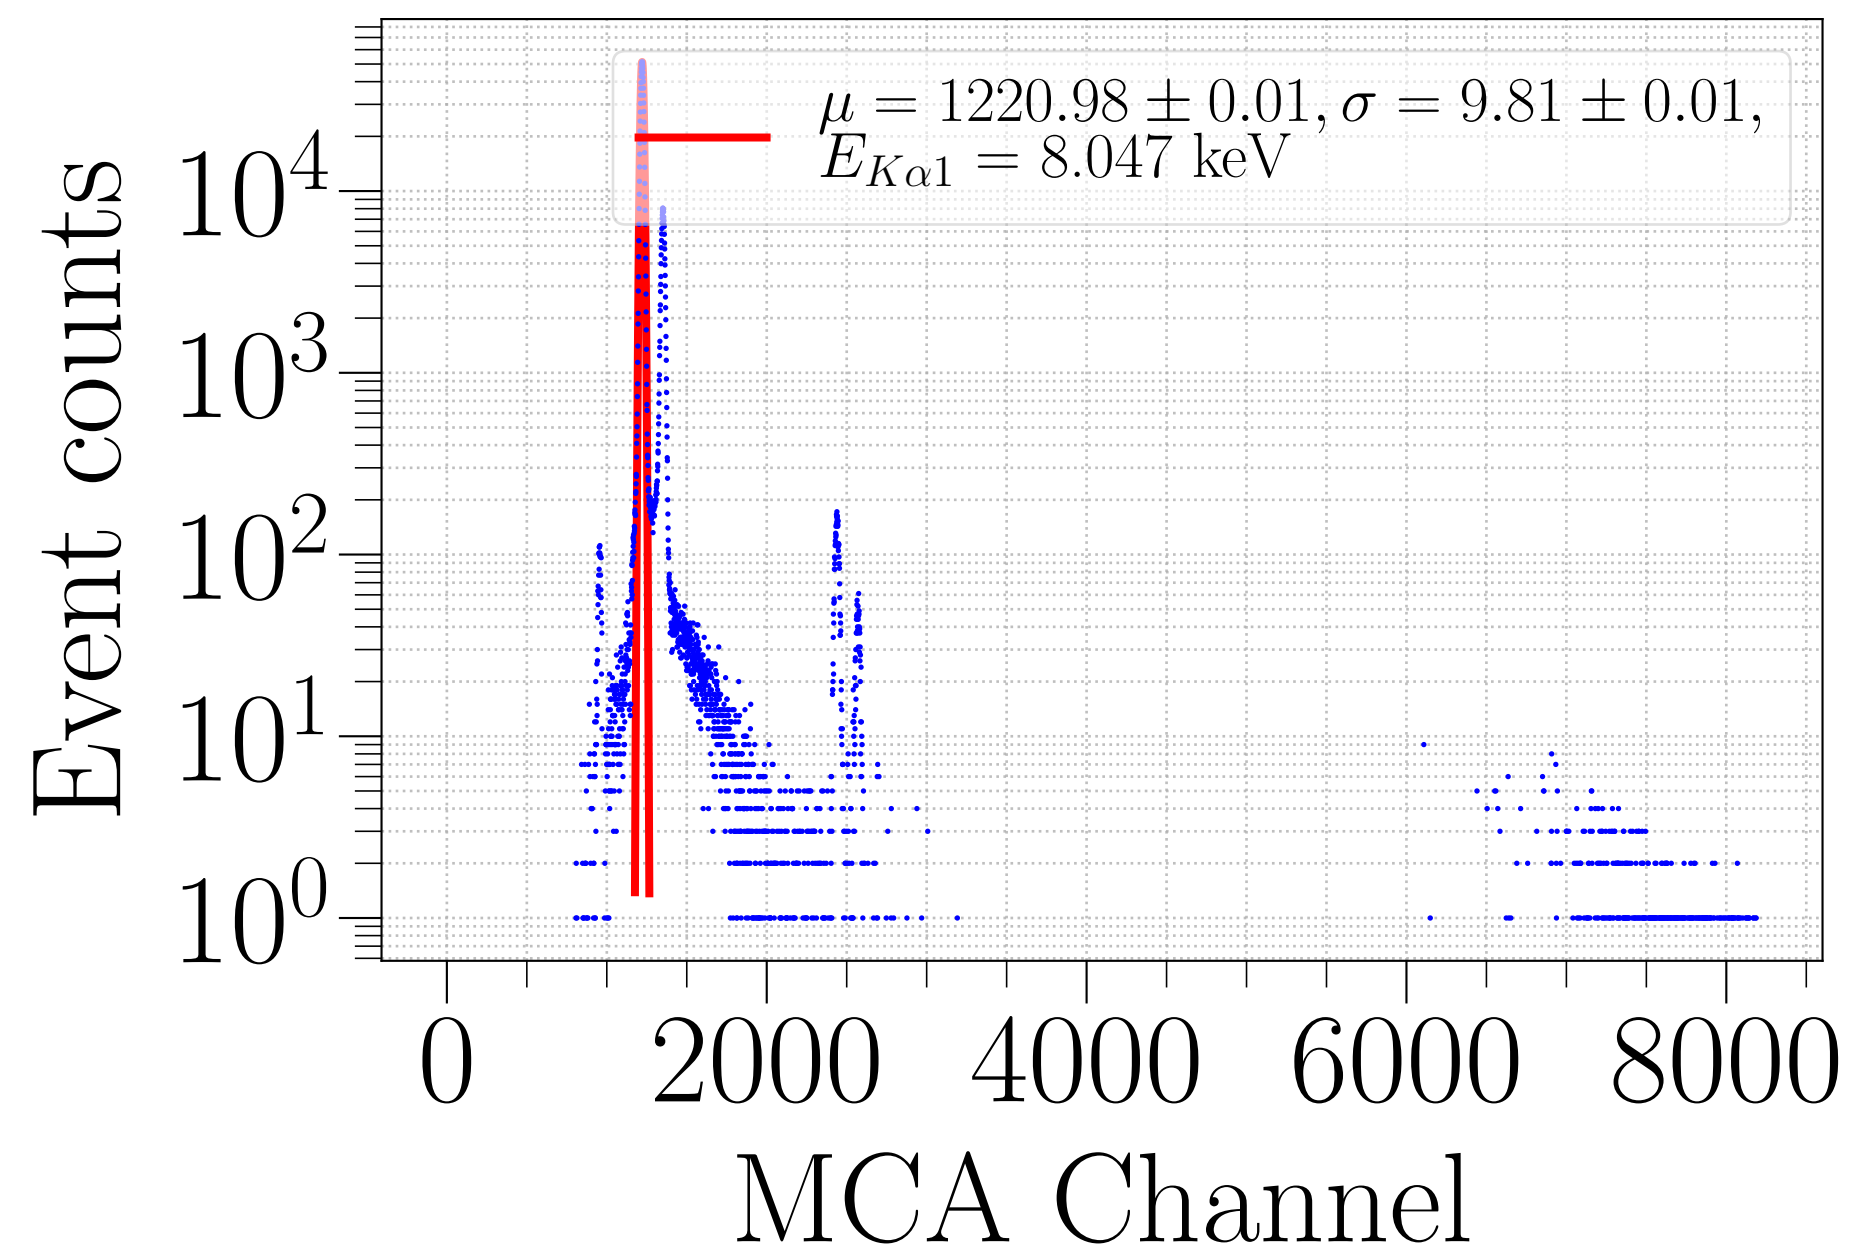 μ = 1220.98 ± 0.01, σ = 9.81 ± 0.01,
E_{Kα1} = 8.047 keV
10^4
10^3
10^2
10^1
10^0
Event counts
0 2000 4000 6000 8000
MCA Channel